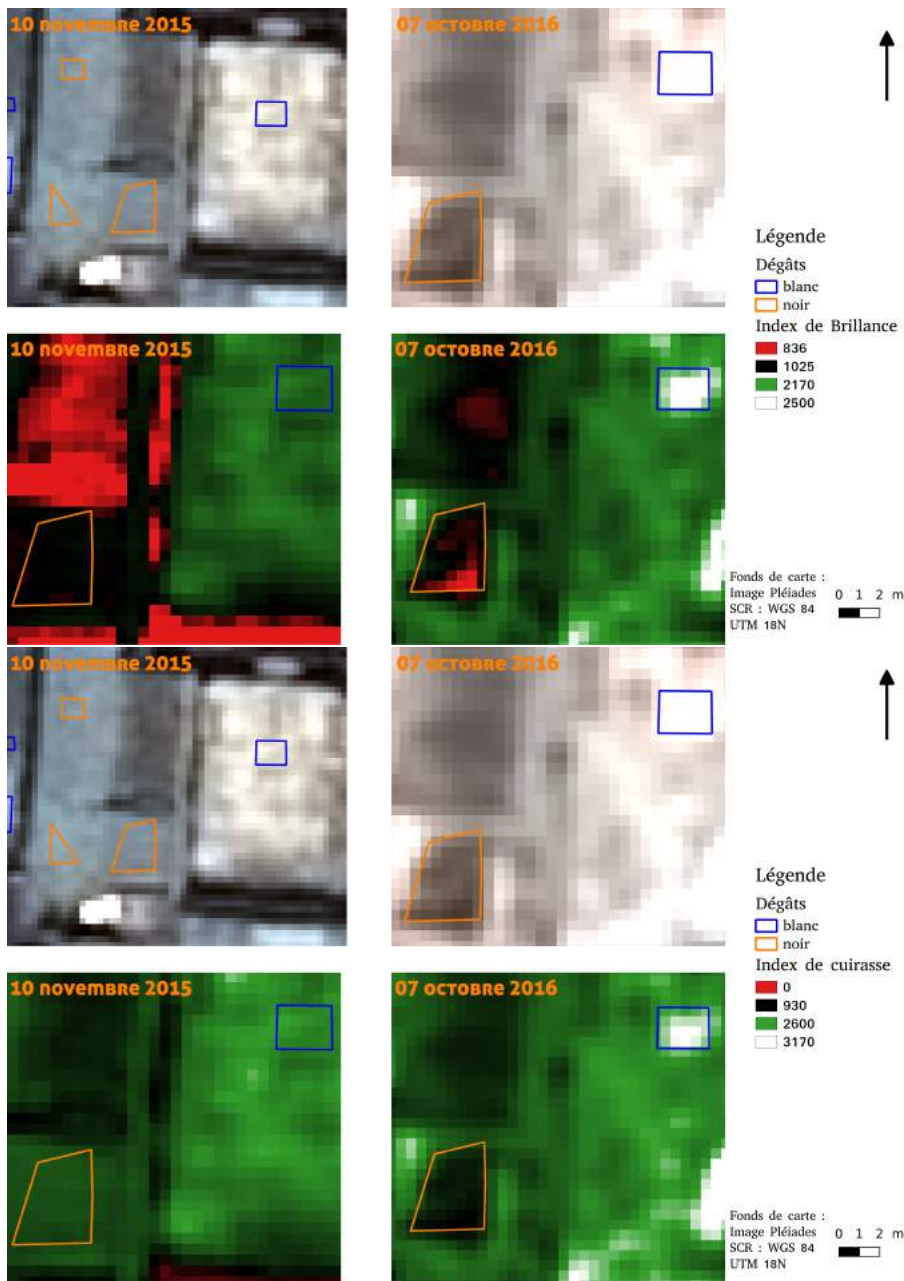 10 novembre 2015
07 octobre 2016
Légende
Dégâts
blanc
noir
Index de Brillance
836
1025
2170
2500
10 novembre 2015
07 octobre 2016
Fonds de carte :
Image Pléiades
SCR : WGS 84
UTM 18N
0 1 2 m
10 novembre 2015
07 octobre 2016
Légende
Dégâts
blanc
noir
Index de cuirasse
0
930
2600
3170
10 novembre 2015
07 octobre 2016
Fonds de carte :
Image Pléiades
SCR : WGS 84
UTM 18N
0 1 2 m